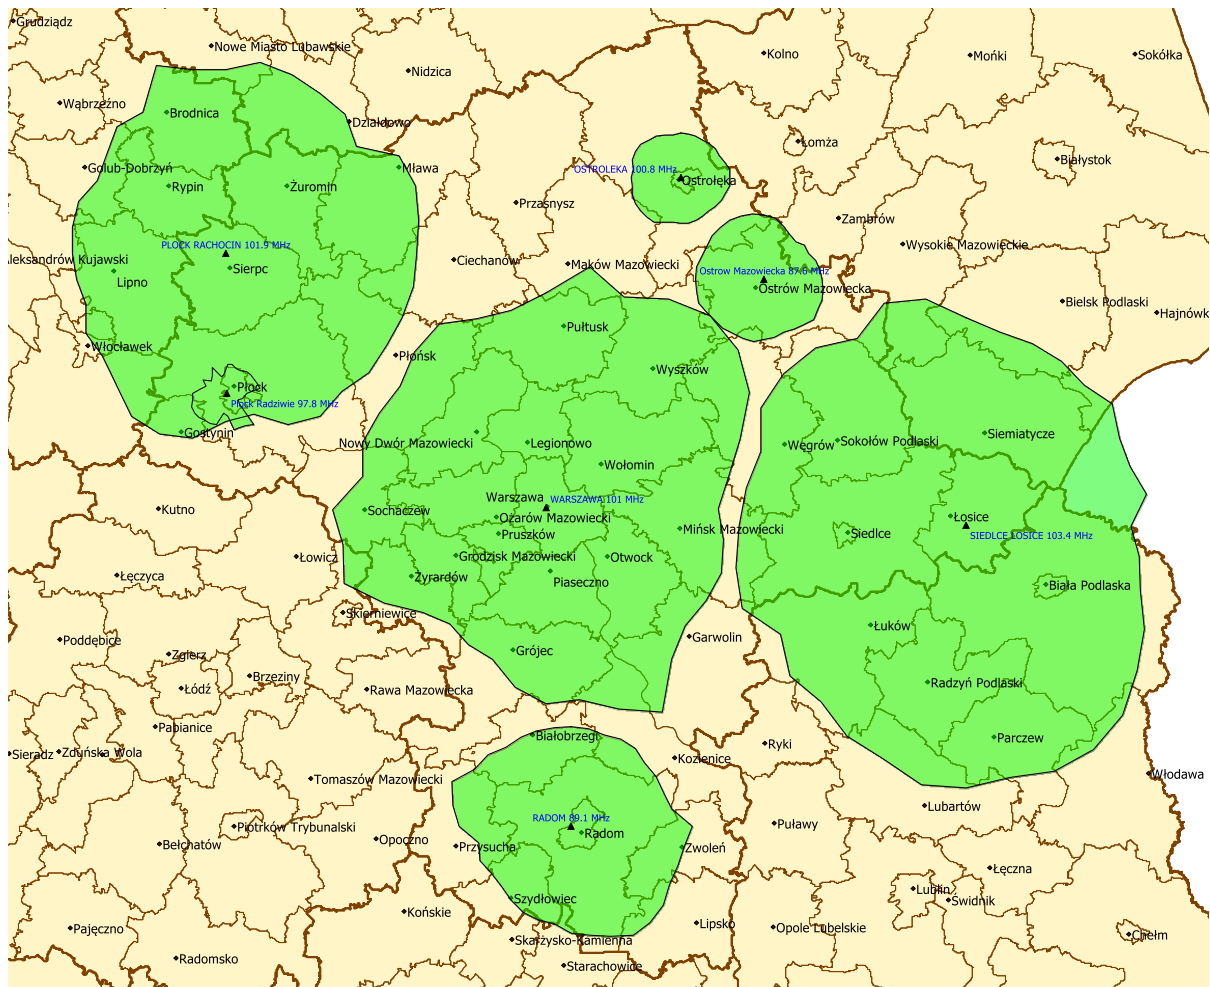 Grudziądz
Nowe Miasto Lubawskie
Kolno
Mońki
Sokółka
Nidzica
Wąbrzeźno
Brodnica
Działdowo
Łomża
Białystok
Golub-Dobrzyń
Mława
OSTROLEKA 100.8 MHz
Ostrołęka
Rypin
Żuromin
Przasnysz
Zambrów
PLOCK RACHOCIN 101.9 MHz
Wysokie Mazowieckie
Aleksandrów Kujawski
Sierpc
Ciechanów
Maków Mazowiecki
Ostrow Mazowiecka 87.6 MHz
Lipno
Ostrów Mazowiecka
Bielsk Podlaski
Hajnówk
Pułtusk
Włocławek
Płońsk
Wyszków
Płock
Plock Radziwie 97.8 MHz
Gostynin
Nowy Dwór Mazowiecki
Legionowo
Węgrów
Sokołów Podlaski
Siemiatycze
Wołomin
Warszawa
WARSZAWA 101 MHz
Kutno
Sochaczew
Ożarów Mazowiecki
Łosice
Pruszków
Mińsk Mazowiecki
Siedlce
SIEDLCE LOSICE 103.4 MHz
Łowicz
Grodzisk Mazowiecki
Otwock
Łęczyca
Żyrardów
Piaseczno
Biała Podlaska
Skierniewice
Łuków
Poddębice
Garwolin
Zgierz
Grójec
Brzeziny
Łódź
Rawa Mazowiecka
Radzyń Podlaski
Pabianice
Białobrzegi
Parczew
Sieradz
Zduńska Wola
Kozienice
Ryki
Tomaszów Mazowiecki
Włodawa
Lubartów
RADOM 89.1 MHz
Piotrków Trybunalski
Radom
Puławy
Bełchatów
Opoczno
Przysucha
Zwoleń
Łęczna
Lublin
Szydłowiec
Świdnik
Końskie
Pajęczno
Lipsko
Opole Lubelskie
Skarżysko-Kamienna
Chełm
Radomsko
Starachowice